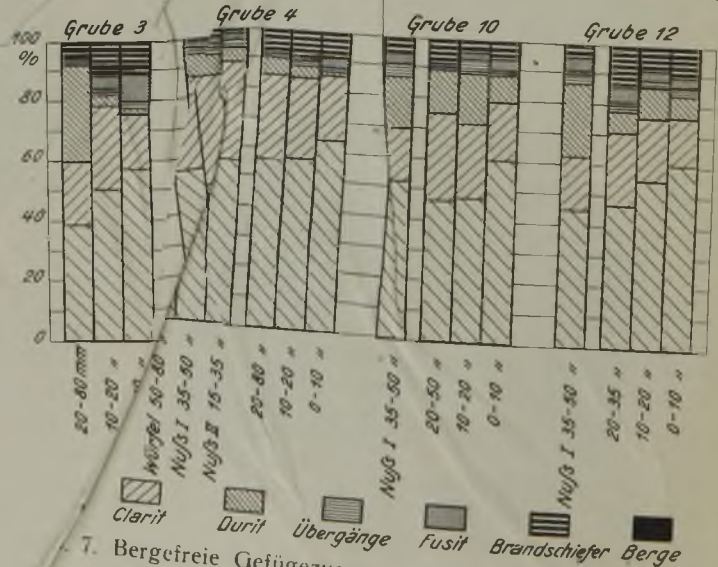 Grube 3 Grube 4 Grube 10 Grube 12
100
%
80
60
40
20
0
20-80 mm
10-20 "
Würfel 50-80
Nuß I 35-50 "
Nuß II 15-35 "
20-80 "
10-20 "
0-10 "
Nuß I 35-50 "
20-50 "
10-20 "
0-10 "
Nuß I 35-50 "
20-35 "
10-20 "
0-10 "
Clarit Durit Übergänge Fusit Brandschiefer Berge
7. Bergefreie